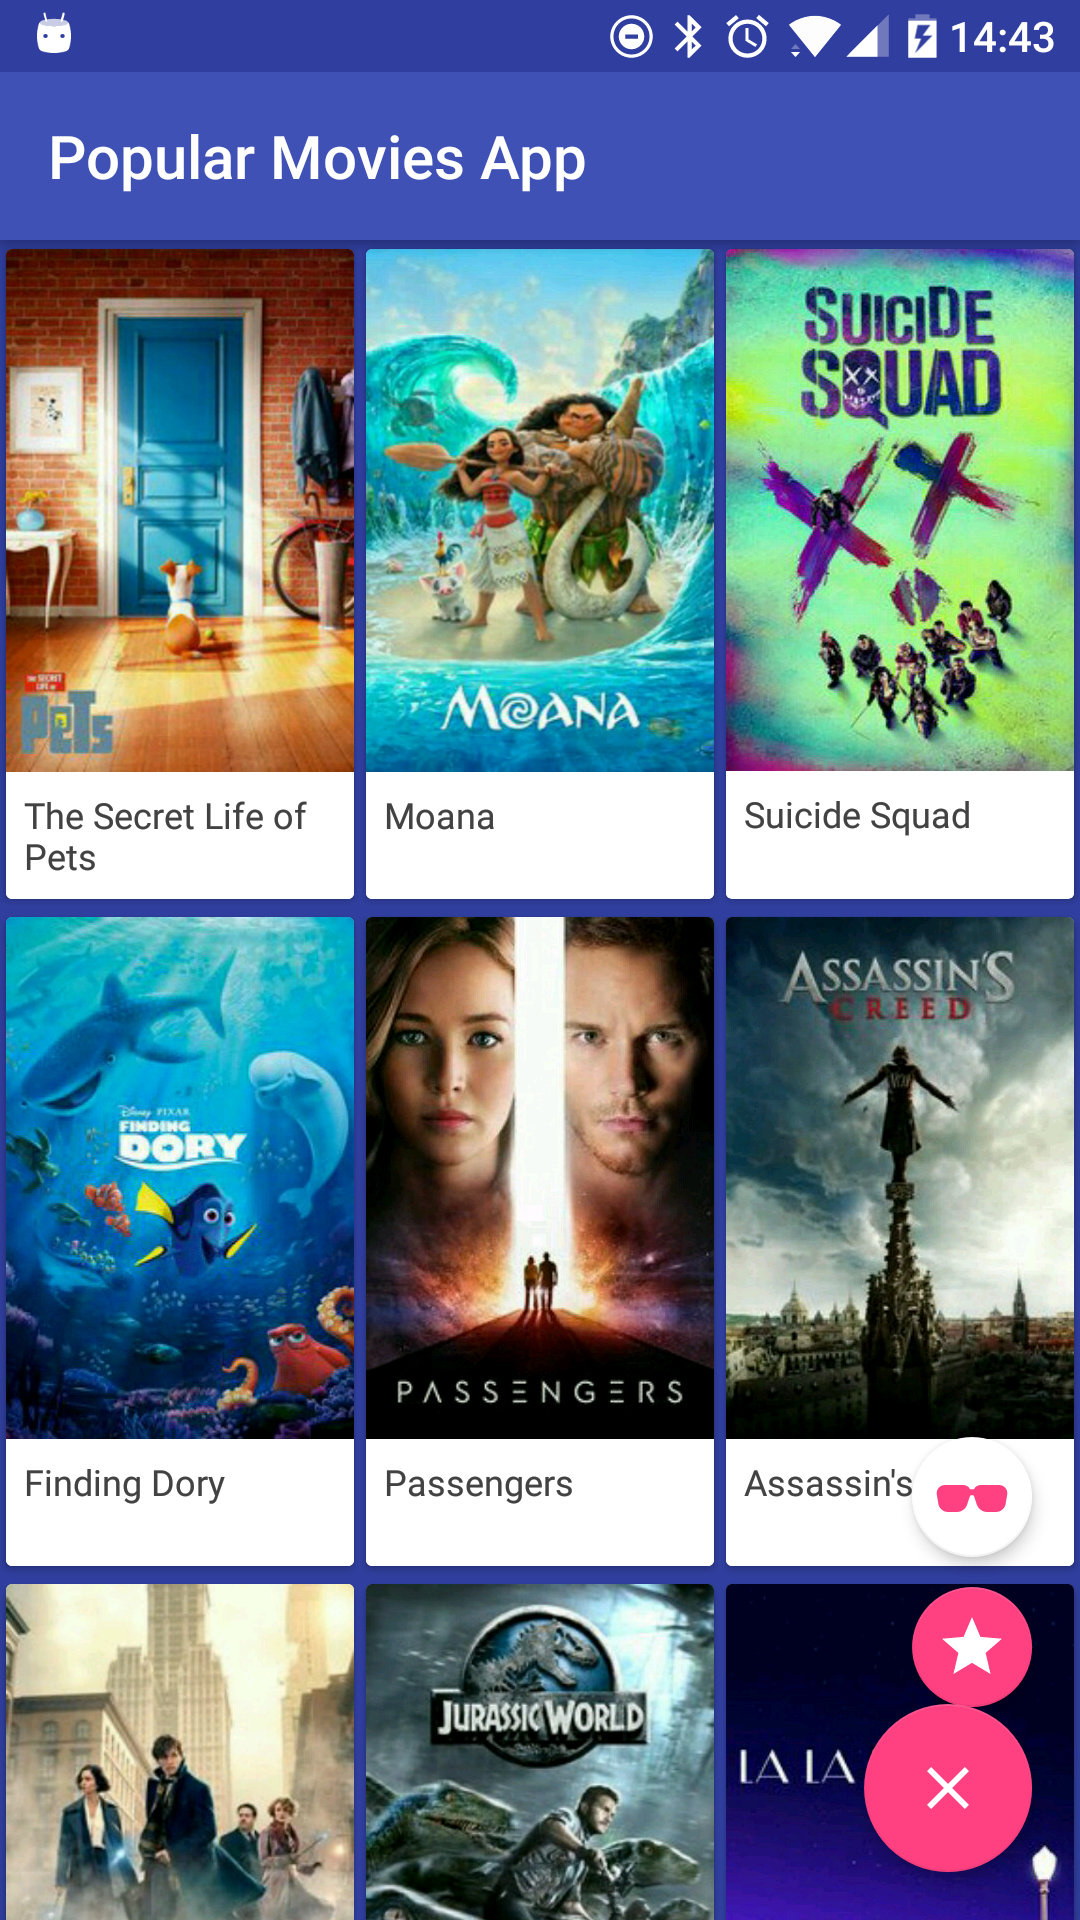 14:43
Popular Movies App
THE SECRET
LIFE OF
PeTs
MOANA
SUICIDE
SQUAD
The Secret Life of
Pets
Moana
Suicide Squad
Disney PIXAR
FINDING
DORY
PASSENGERS
ASSASSIN'S
CREED
Finding Dory
Passengers
Assassin's
JURASSIC WORLD
LA LA